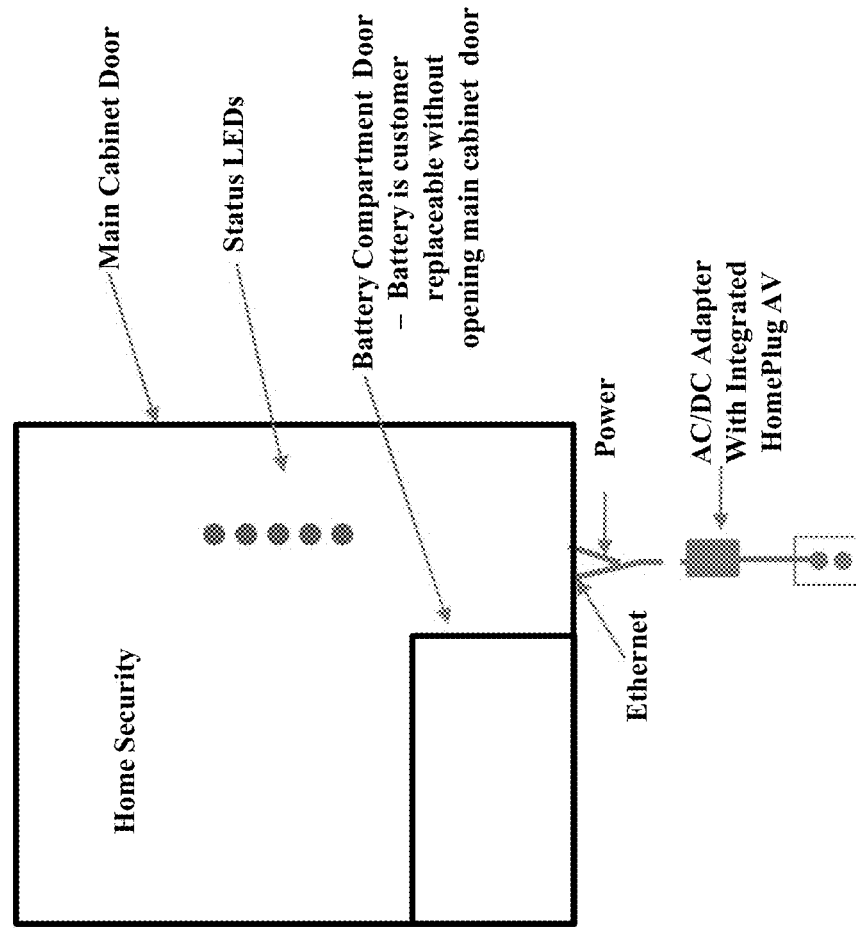 Main Cabinet Door
Status LEDs
Battery Compartment Door
– Battery is customer
replaceable without
opening main cabinet door
Home Security
Power
Ethernet
AC/DC Adapter
With Integrated
HomePlug AV